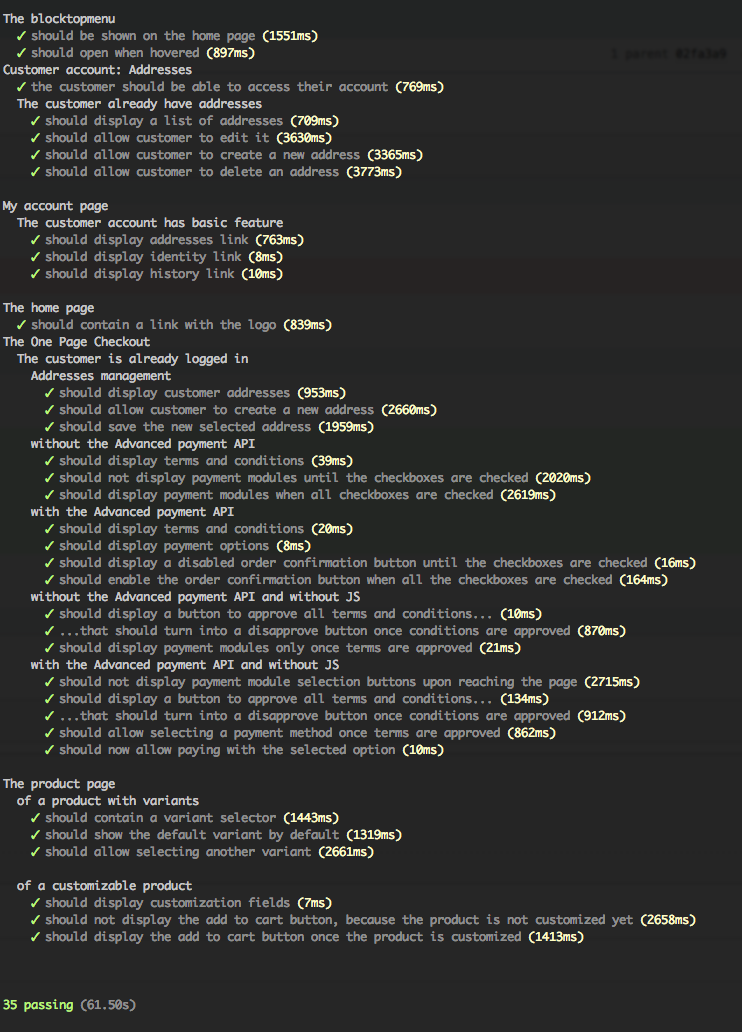 The blocktopmenu
✓ should be shown on the home page (1551ms)
✓ should open when hovered (897ms)
Customer account: Addresses
✓ the customer should be able to access their account (769ms)
The customer already have addresses
✓ should display a list of addresses (709ms)
✓ should allow customer to edit it (3630ms)
✓ should allow customer to create a new address (3365ms)
✓ should allow customer to delete an address (3773ms)
My account page
The customer account has basic feature
✓ should display addresses link (763ms)
✓ should display identity link (8ms)
✓ should display history link (10ms)
The home page
✓ should contain a link with the logo (839ms)
The One Page Checkout
The customer is already logged in
Addresses management
✓ should display customer addresses (953ms)
✓ should allow customer to create a new address (2660ms)
✓ should save the new selected address (1959ms)
without the Advanced payment API
✓ should display terms and conditions (39ms)
✓ should not display payment modules until the checkboxes are checked (2020ms)
✓ should display payment modules when all checkboxes are checked (2619ms)
with the Advanced payment API
✓ should display terms and conditions (20ms)
✓ should display payment options (8ms)
✓ should display a disabled order confirmation button until the checkboxes are checked (16ms)
✓ should enable the order confirmation button when all the checkboxes are checked (164ms)
without the Advanced payment API and without JS
✓ should display a button to approve all terms and conditions... (10ms)
✓ ...that should turn into a disapprove button once conditions are approved (870ms)
✓ should display payment modules only once terms are approved (21ms)
with the Advanced payment API and without JS
✓ should not display payment module selection buttons upon reaching the page (2715ms)
✓ should display a button to approve all terms and conditions... (134ms)
✓ ...that should turn into a disapprove button once conditions are approved (912ms)
✓ should allow selecting a payment method once terms are approved (862ms)
✓ should now allow paying with the selected option (10ms)
The product page
of a product with variants
✓ should contain a variant selector (1443ms)
✓ should show the default variant by default (1319ms)
✓ should allow selecting another variant (2661ms)
of a customizable product
✓ should display customization fields (7ms)
✓ should not display the add to cart button, because the product is not customized yet (2658ms)
✓ should display the add to cart button once the product is customized (1413ms)
35 passing (61.50s)